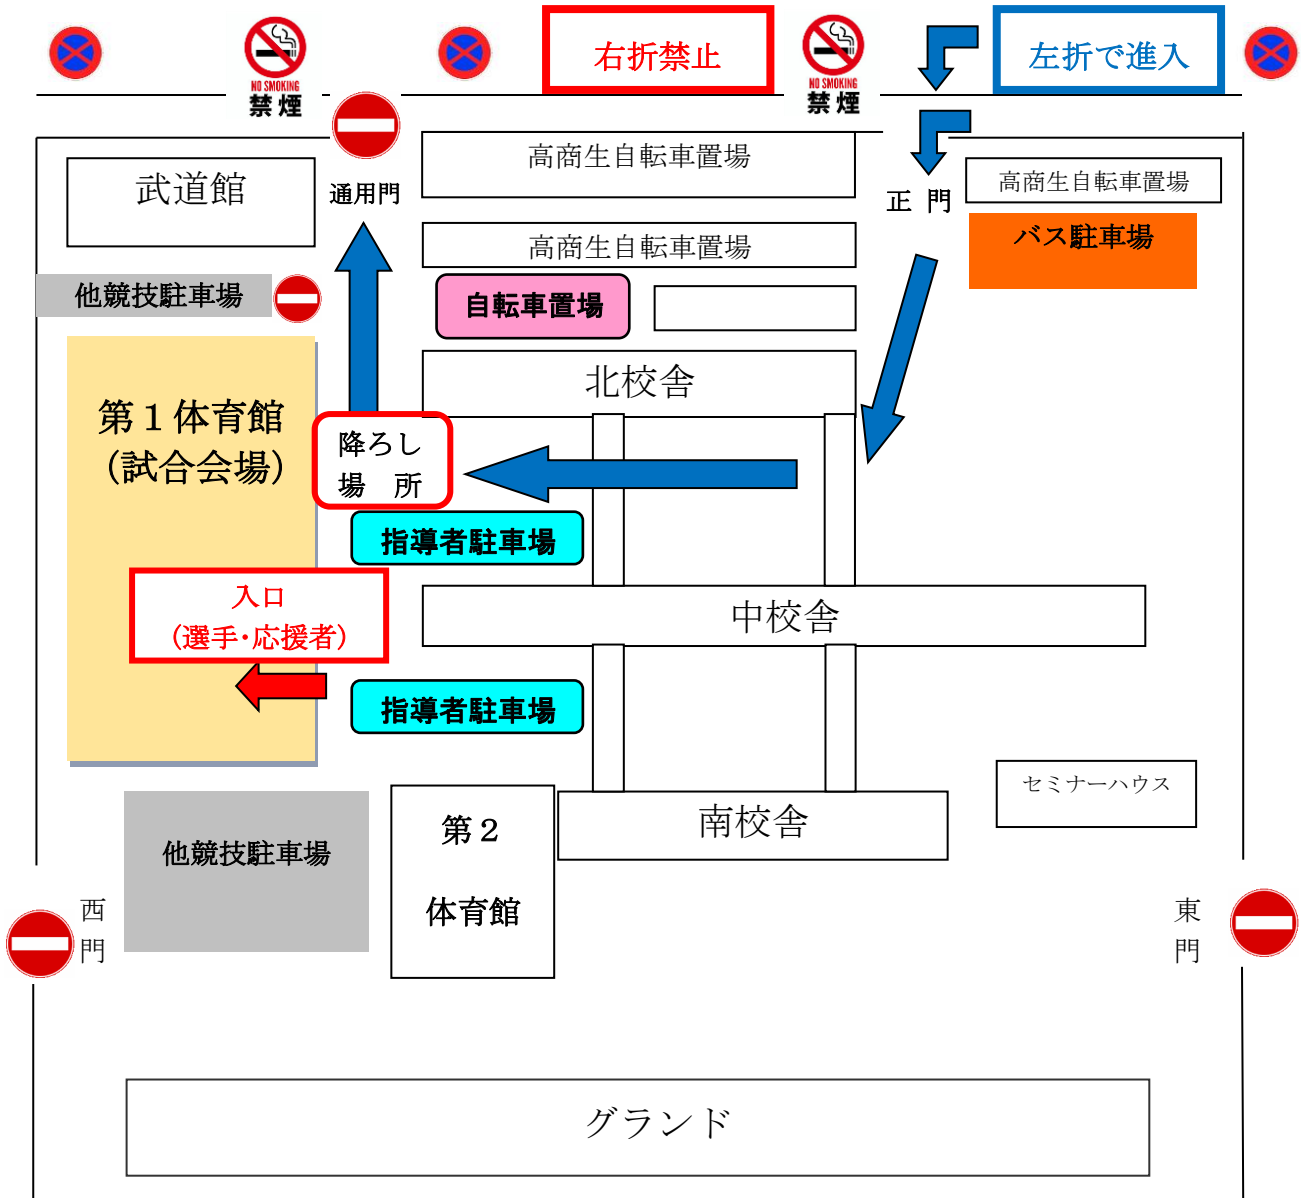 右折禁止
左折で進入
NO SMOKING
禁煙
NO SMOKING
禁煙
武道館
通用門
高商生自転車置場
正 門
高商生自転車置場
高商生自転車置場
バス駐車場
他競技駐車場
自転車置場
北校舎
第１体育館
（試合会場）
降ろし
場　所
指導者駐車場
入口
（選手・応援者）
中校舎
指導者駐車場
セミナーハウス
他競技駐車場
第２
体育館
南校舎
西
門
東
門
グランド